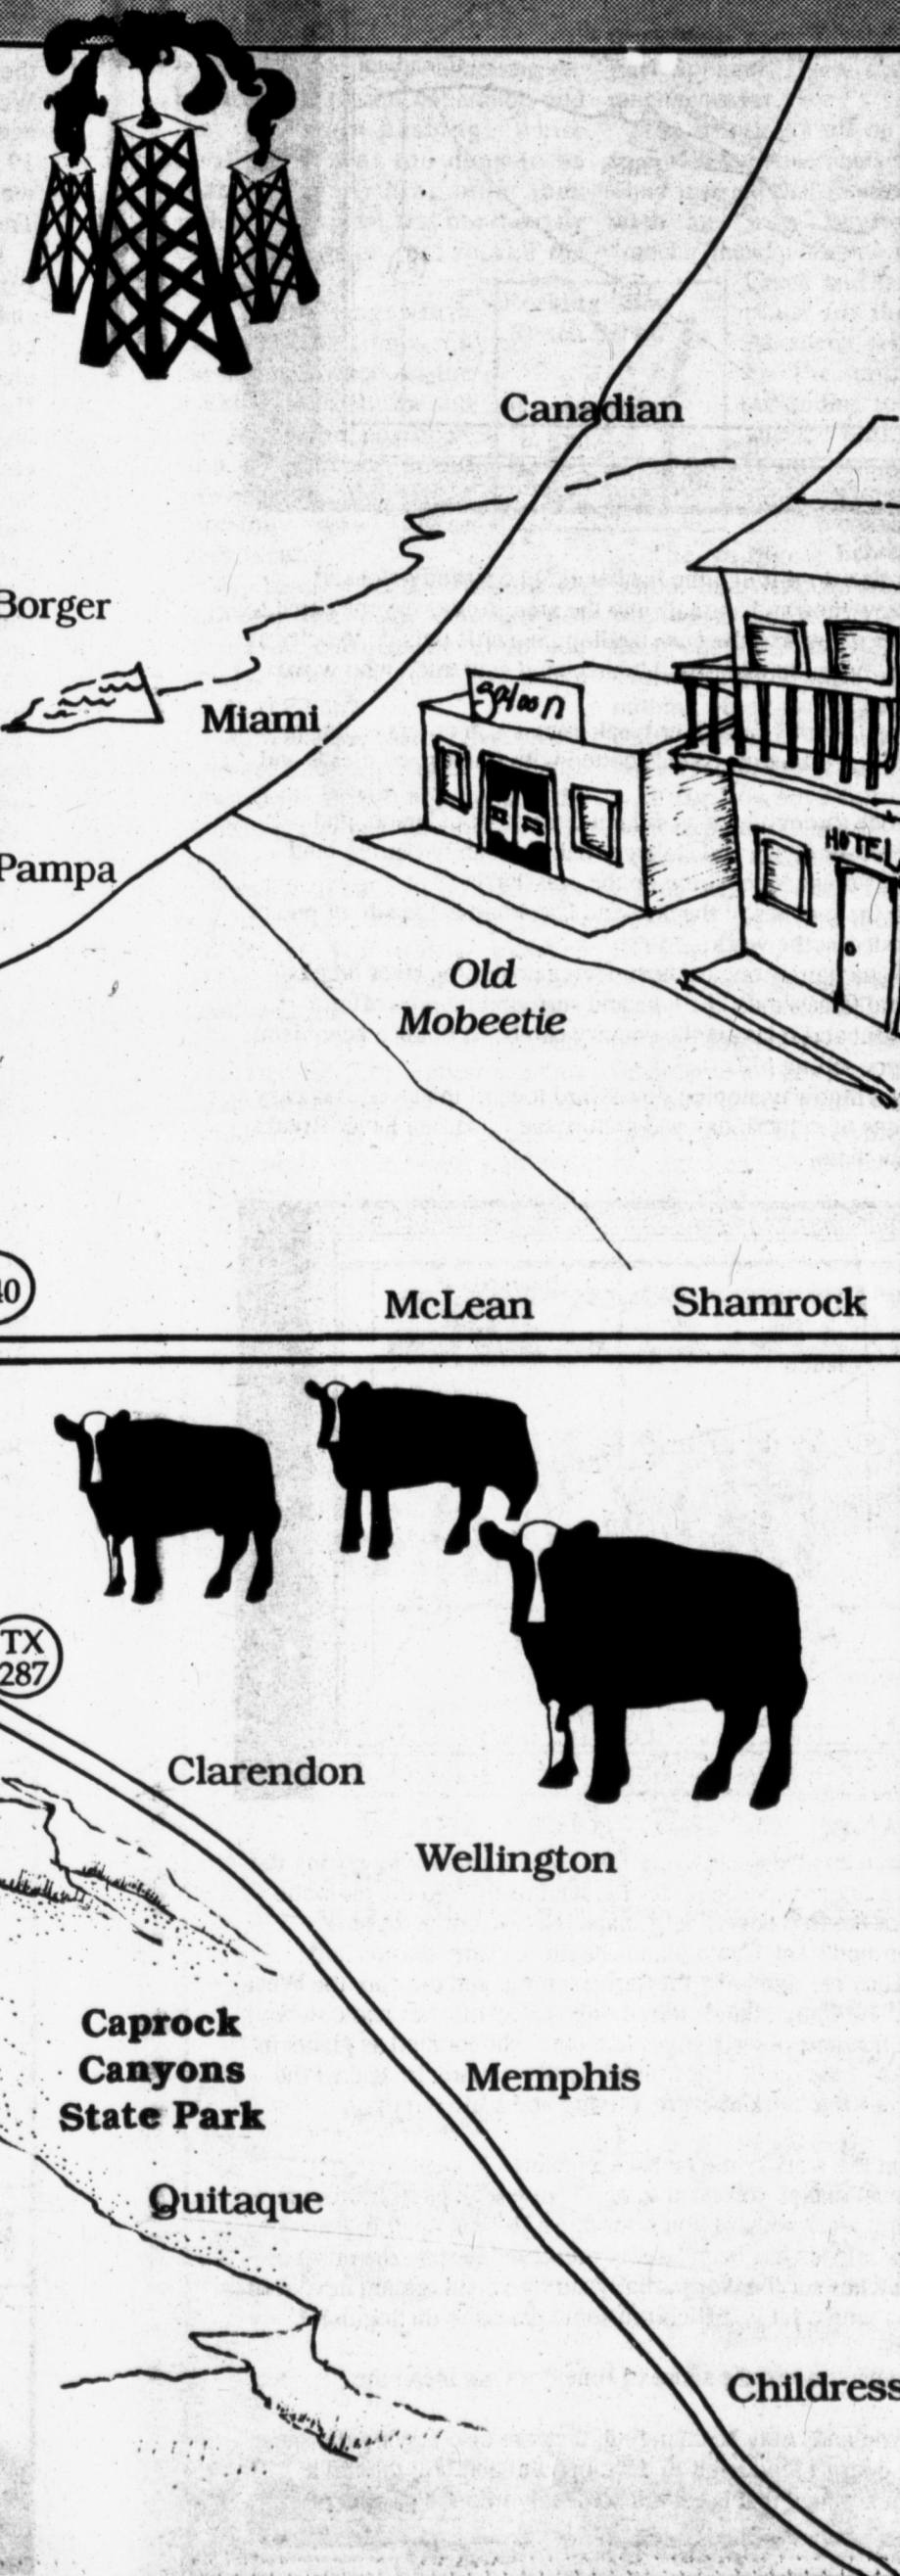 Canadian
Borger
Saloon
Miami
HOTEL
Pampa
Old
Mobeetie
40
McLean
Shamrock
TX
287
Clarendon
Wellington
Caprock
Canyons
State Park
Memphis
Quitaque
Childress